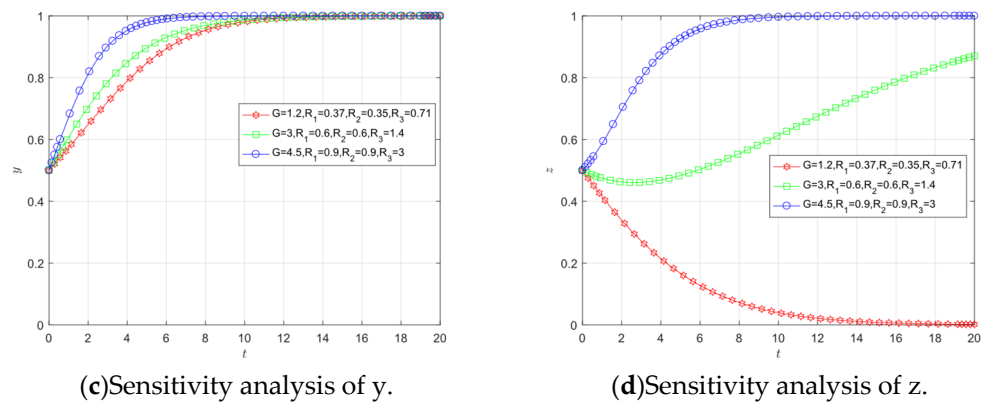 1
0.8
0.6
0.4
0.2
0
y
G=1.2,R1=0.37,R2=0.35,R3=0.71
G=3,R1=0.6,R2=0.6,R3=1.4
G=4.5,R1=0.9,R2=0.9,R3=3
0 2 4 6 8 10 12 14 16 18 20
t
(c)Sensitivity analysis of y.
1
0.8
0.6
0.4
0.2
0
z
G=1.2,R1=0.37,R2=0.35,R3=0.71
G=3,R1=0.6,R2=0.6,R3=1.4
G=4.5,R1=0.9,R2=0.9,R3=3
0 2 4 6 8 10 12 14 16 18 20
t
(d)Sensitivity analysis of z.